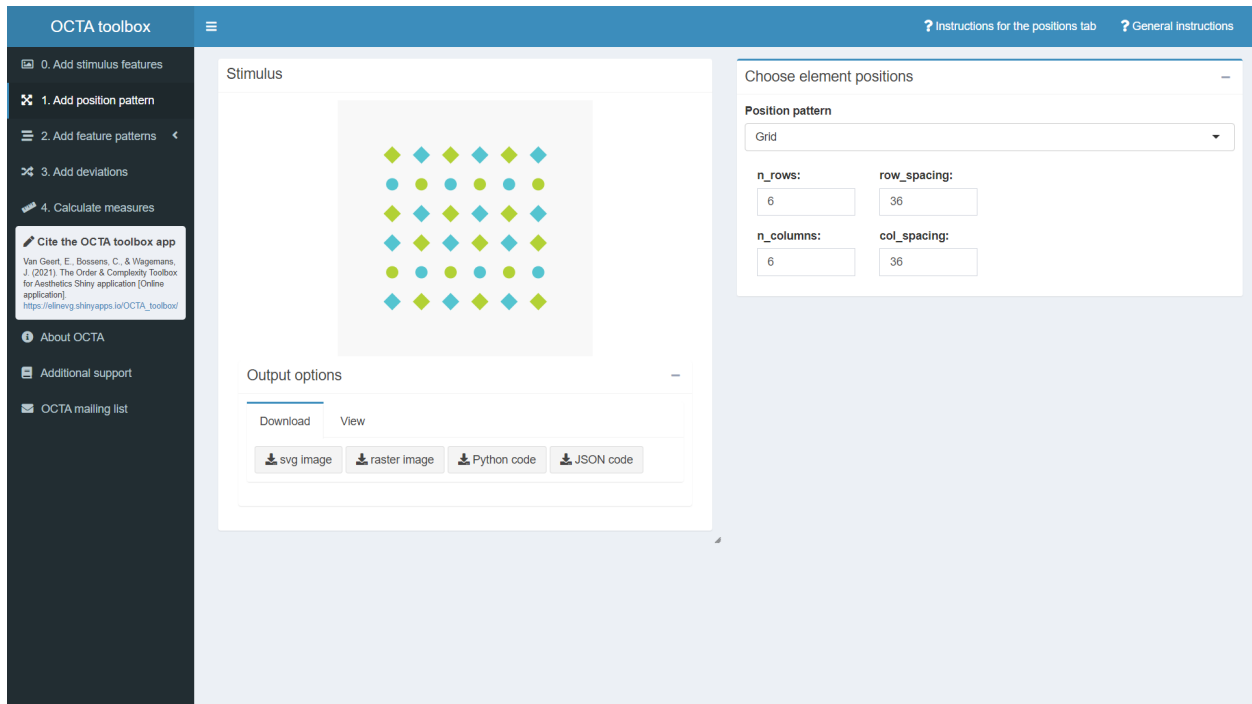 OCTA toolbox
? Instructions for the positions tab
? General instructions
0. Add stimulus features
1. Add position pattern
2. Add feature patterns
3. Add deviations
4. Calculate measures
Cite the OCTA toolbox app
Van Geert, E., Bossens, C., & Wagemans,
J. (2021). The Order & Complexity Toolbox
for Aesthetics Shiny application [Online
application].
https://elinevg.shinyapps.io/OCTA_toolbox/
About OCTA
Additional support
OCTA mailing list
Stimulus
Output options
Download
View
svg image
raster image
Python code
JSON code
Choose element positions
Position pattern
Grid
n_rows:
row_spacing:
6
36
n_columns:
col_spacing:
6
36